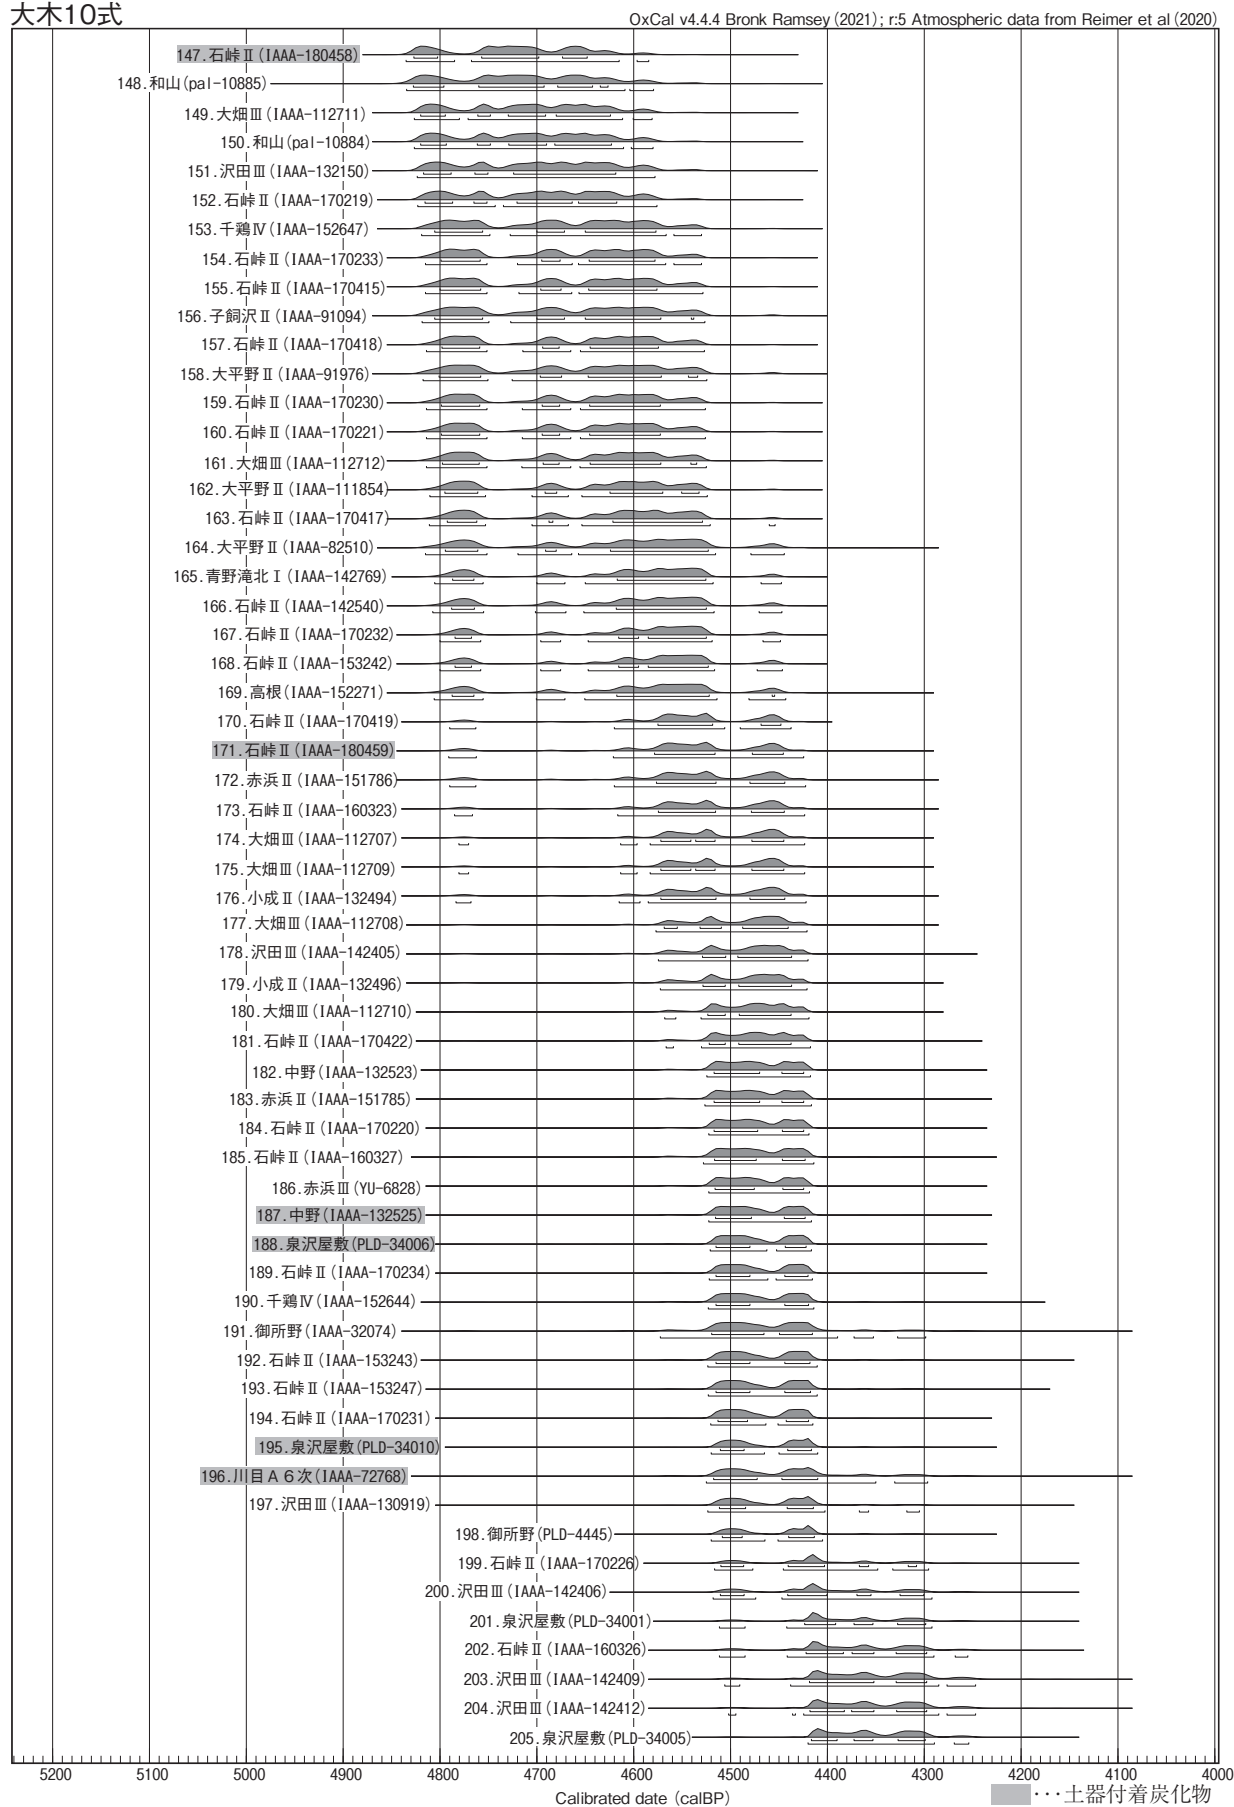 大木10式
OxCal v4.4.4 Bronk Ramsey (2021); r:5 Atmospheric data from Reimer et al (2020)
147.石峠Ⅱ(IAAA-180458)
148.和山(pal-10885)
149.大畑Ⅲ(IAAA-112711)
150.和山(pal-10884)
151.沢田Ⅲ(IAAA-132150)
152.石峠Ⅱ(IAAA-170219)
153.千鶏Ⅳ(IAAA-152647)
154.石峠Ⅱ(IAAA-170233)
155.石峠Ⅱ(IAAA-170415)
156.子飼沢Ⅱ(IAAA-91094)
157.石峠Ⅱ(IAAA-170418)
158.大平野Ⅱ(IAAA-91976)
159.石峠Ⅱ(IAAA-170230)
160.石峠Ⅱ(IAAA-170221)
161.大畑Ⅲ(IAAA-112712)
162.大平野Ⅱ(IAAA-111854)
163.石峠Ⅱ(IAAA-170417)
164.大平野Ⅱ(IAAA-82510)
165.青野滝北Ⅰ(IAAA-142769)
166.石峠Ⅱ(IAAA-142540)
167.石峠Ⅱ(IAAA-170232)
168.石峠Ⅱ(IAAA-153242)
169.高根(IAAA-152271)
170.石峠Ⅱ(IAAA-170419)
171.石峠Ⅱ(IAAA-180459)
172.赤浜Ⅱ(IAAA-151786)
173.石峠Ⅱ(IAAA-160323)
174.大畑Ⅲ(IAAA-112707)
175.大畑Ⅲ(IAAA-112709)
176.小成Ⅱ(IAAA-132494)
177.大畑Ⅲ(IAAA-112708)
178.沢田Ⅲ(IAAA-142405)
179.小成Ⅱ(IAAA-132496)
180.大畑Ⅲ(IAAA-112710)
181.石峠Ⅱ(IAAA-170422)
182.中野(IAAA-132523)
183.赤浜Ⅱ(IAAA-151785)
184.石峠Ⅱ(IAAA-170220)
185.石峠Ⅱ(IAAA-160327)
186.赤浜Ⅲ(YU-6828)
187.中野(IAAA-132525)
188.泉沢屋敷(PLD-34006)
189.石峠Ⅱ(IAAA-170234)
190.千鶏Ⅳ(IAAA-152644)
191.御所野(IAAA-32074)
192.石峠Ⅱ(IAAA-153243)
193.石峠Ⅱ(IAAA-153247)
194.石峠Ⅱ(IAAA-170231)
195.泉沢屋敷(PLD-34010)
196.川目A6次(IAAA-72768)
197.沢田Ⅲ(IAAA-130919)
198.御所野(PLD-4445)
199.石峠Ⅱ(IAAA-170226)
200.沢田Ⅲ(IAAA-142406)
201.泉沢屋敷(PLD-34001)
202.石峠Ⅱ(IAAA-160326)
203.沢田Ⅲ(IAAA-142409)
204.沢田Ⅲ(IAAA-142412)
205.泉沢屋敷(PLD-34005)
5200 5100 5000 4900 4800 4700 4600 4500 4400 4300 4200 4100 4000
Calibrated date (calBP)
･･･土器付着炭化物